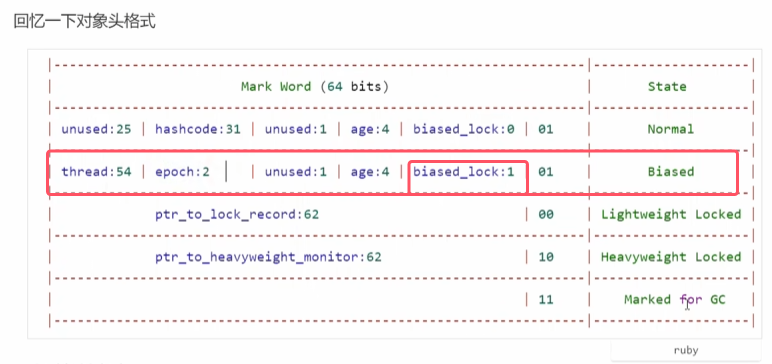 回忆一下对象头格式
|--------------------------------------------------------------------|--------------------|
| Mark Word (64 bits) | State |
|--------------------------------------------------------------------|--------------------|
| unused:25 | hashcode:31 | unused:1 | age:4 | biased_lock:0 | 01 | Normal |
|--------------------------------------------------------------------|--------------------|
| thread:54 | epoch:2 | unused:1 | age:4 | biased_lock:1 | 01 | Biased |
|--------------------------------------------------------------------|--------------------|
| ptr_to_lock_record:62 | 00 | Lightweight Locked |
|--------------------------------------------------------------------|--------------------|
| ptr_to_heavyweight_monitor:62 | 10 | Heavyweight Locked |
|--------------------------------------------------------------------|--------------------|
| | 11 | Marked for GC |
|--------------------------------------------------------------------|--------------------|
ruby